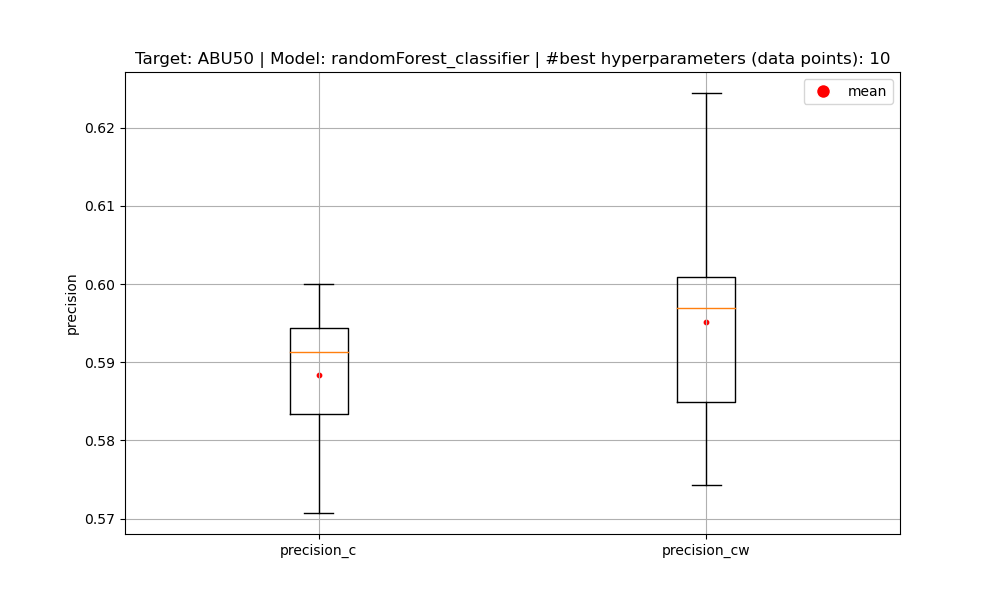 Target: ABU50 | Model: randomForest_classifier | #best hyperparameters (data points): 10
mean
0.62
0.61
0.60
0.59
0.58
0.57
precision
precision_c
precision_cw